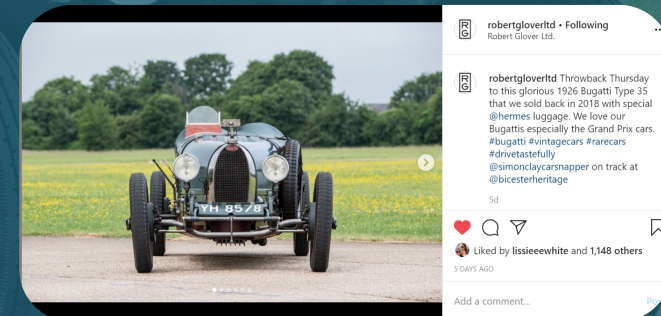 YH 8578
RG
robertgloverltd • Following
Robert Glover Ltd.
RG
robertgloverltd Throwback Thursday
to this glorious 1926 Bugatti Type 35
that we sold back in 2018 with special
@hermes luggage. We love our
Bugattis especially the Grand Prix cars.
#bugatti #vintagecars #rarecars
#drivetastefully
@simonclaycarsnapper on track at
@bicesterheritage
5d
Liked by lissieeewhite and 1,148 others
5 DAYS AGO
Add a comment...